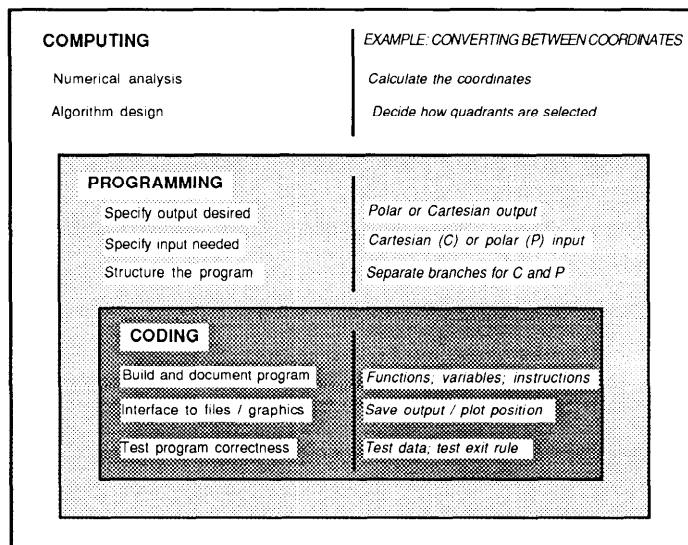 COMPUTING
EXAMPLE: CONVERTING BETWEEN COORDINATES
Numerical analysis
Calculate the coordinates
Algorithm design
Decide how quadrants are selected
PROGRAMMING
Specify output desired
Polar or Cartesian output
Specify input needed
Cartesian (C) or polar (P) input
Structure the program
Separate branches for C and P
CODING
Build and document program
Functions; variables; instructions
Interface to files / graphics
Save output / plot position
Test program correctness
Test data; test exit rule